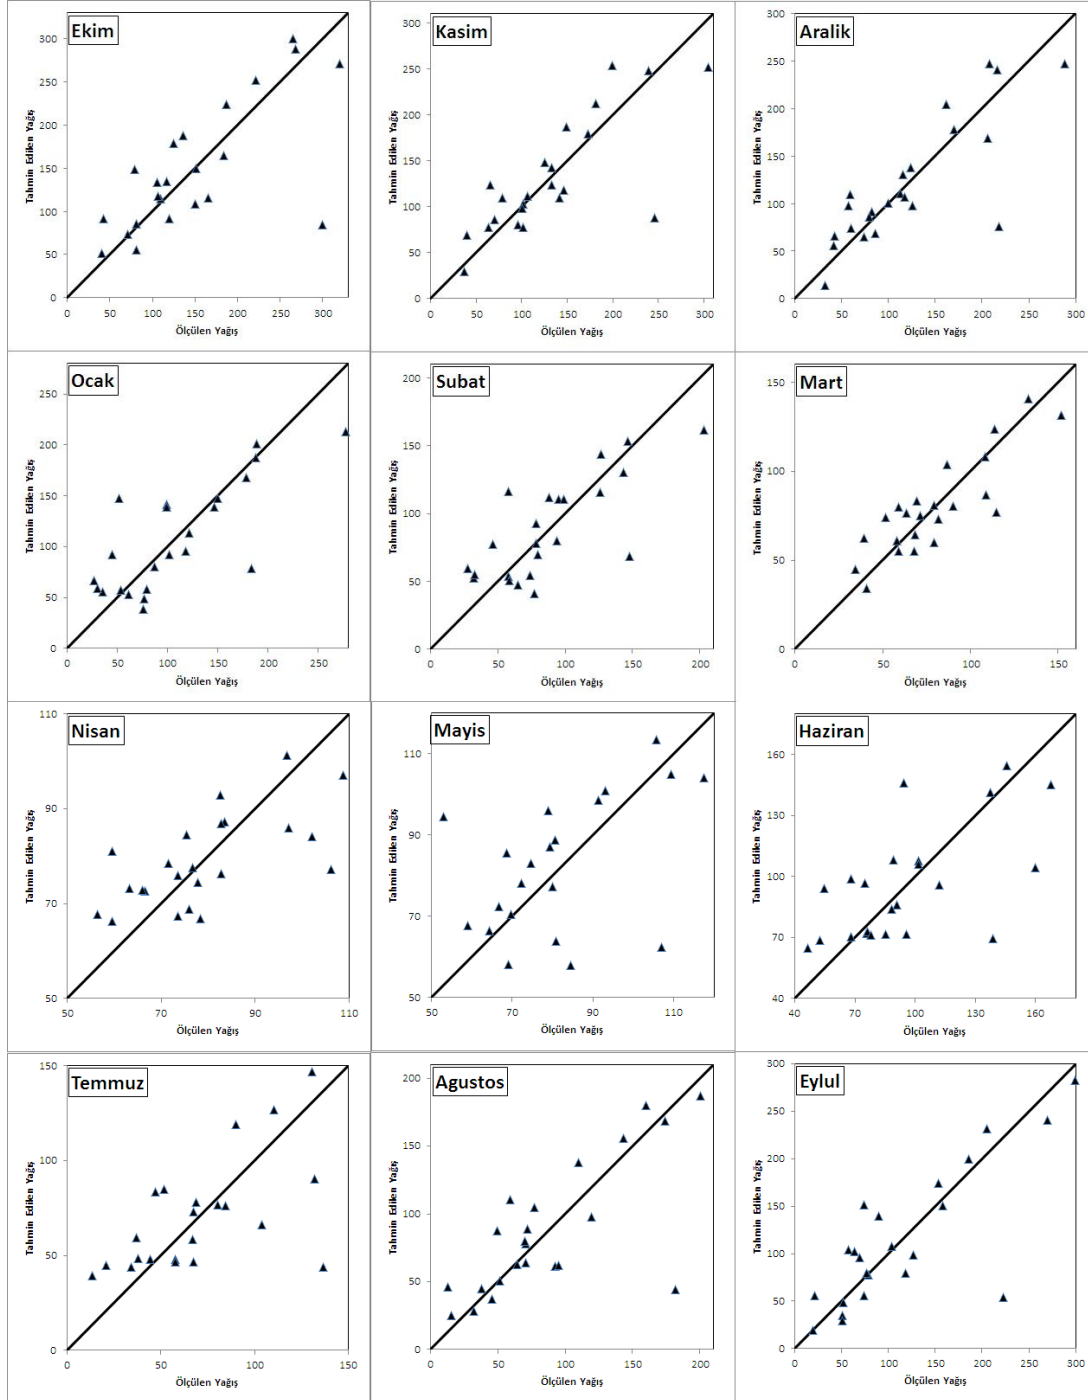 Ekim
Tahmin Edilen Yağış
300
250
200
150
100
50
0
0 50 100 150 200 250 300
Ölçülen Yağış
Kasim
Tahmin Edilen Yağış
300
250
200
150
100
50
0
0 50 100 150 200 250 300
Ölçülen Yağış
Aralik
Tahmin Edilen Yağış
300
250
200
150
100
50
0
0 50 100 150 200 250 300
Ölçülen Yağış
Ocak
Tahmin Edilen Yağış
250
200
150
100
50
0
0 50 100 150 200 250
Ölçülen Yağış
Subat
Tahmin Edilen Yağış
200
150
100
50
0
0 50 100 150 200
Ölçülen Yağış
Mart
Tahmin Edilen Yağış
150
100
50
0
0 50 100 150
Ölçülen Yağış
Nisan
Tahmin Edilen Yağış
110
90
70
50
50 70 90 110
Ölçülen Yağış
Mayis
Tahmin Edilen Yağış
110
90
70
50
50 70 90 110
Ölçülen Yağış
Haziran
Tahmin Edilen Yağış
160
130
100
70
40
40 70 100 130 160
Ölçülen Yağış
Temmuz
Tahmin Edilen Yağış
150
100
50
0
0 50 100 150
Ölçülen Yağış
Agustos
Tahmin Edilen Yağış
200
150
100
50
0
0 50 100 150 200
Ölçülen Yağış
Eylul
Tahmin Edilen Yağış
300
250
200
150
100
50
0
0 50 100 150 200 250 300
Ölçülen Yağış